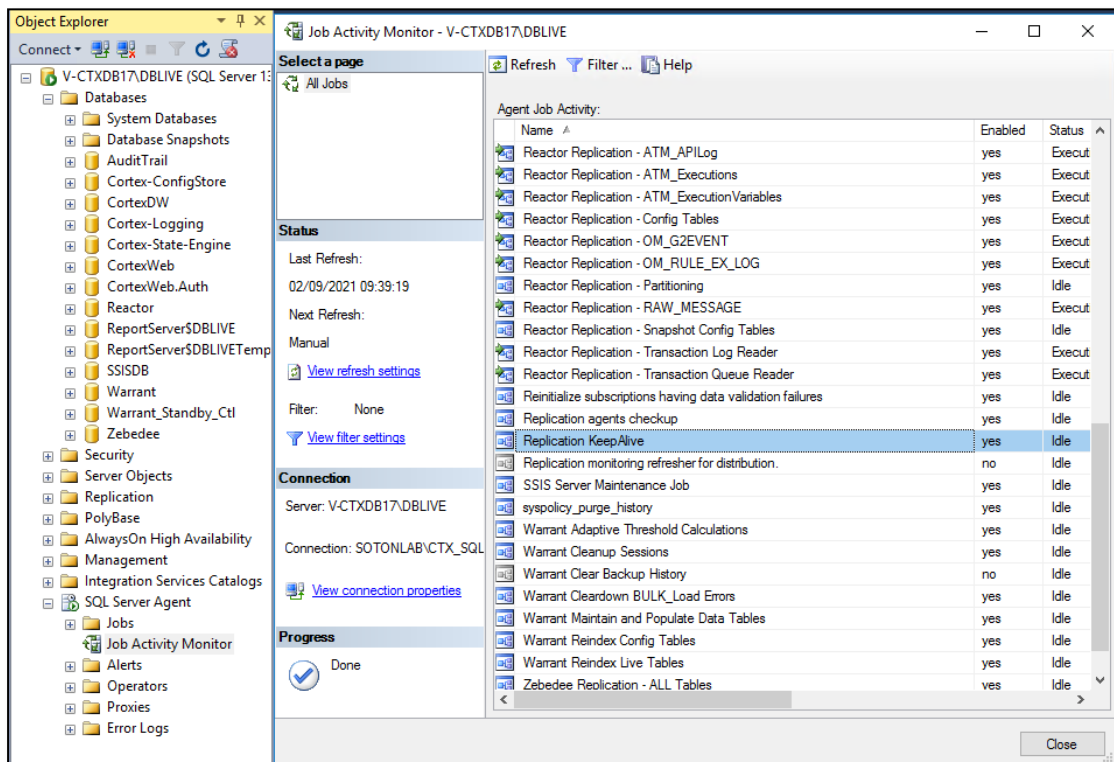 Object Explorer
Connect
V-CTXDB17\DBLIVE (SQL Server 13
Databases
System Databases
Database Snapshots
AuditTrail
Cortex-ConfigStore
CortexDW
Cortex-Logging
Cortex-State-Engine
CortexWeb
CortexWeb.Auth
Reactor
ReportServer$DBLIVE
ReportServer$DBLIVETemp
SSISDB
Warrant
Warrant_Standby_Ctl
Zebedee
Security
Server Objects
Replication
PolyBase
AlwaysOn High Availability
Management
Integration Services Catalogs
SQL Server Agent
Jobs
Job Activity Monitor
Alerts
Operators
Proxies
Error Logs
Job Activity Monitor - V-CTXDB17\DBLIVE
Select a page
All Jobs
Status
Last Refresh:
02/09/2021 09:39:19
Next Refresh:
Manual
View refresh settings
Filter: None
View filter settings
Connection
Server: V-CTXDB17\DBLIVE
Connection: SOTONLAB\CTX_SQL
View connection properties
Progress
Done
Refresh Filter ... Help
Agent Job Activity:
Name Enabled Status
Reactor Replication - ATM_APILog yes Execut
Reactor Replication - ATM_Executions yes Execut
Reactor Replication - ATM_ExecutionVariables yes Execut
Reactor Replication - Config Tables yes Execut
Reactor Replication - OM_G2EVENT yes Execut
Reactor Replication - OM_RULE_EX_LOG yes Execut
Reactor Replication - Partitioning yes Idle
Reactor Replication - RAW_MESSAGE yes Execut
Reactor Replication - Snapshot Config Tables yes Idle
Reactor Replication - Transaction Log Reader yes Execut
Reactor Replication - Transaction Queue Reader yes Execut
Reinitialize subscriptions having data validation failures yes Idle
Replication agents checkup yes Idle
Replication KeepAlive yes Idle
Replication monitoring refresher for distribution. no Idle
SSIS Server Maintenance Job yes Idle
syspolicy_purge_history yes Idle
Warrant Adaptive Threshold Calculations yes Idle
Warrant Cleanup Sessions yes Idle
Warrant Clear Backup History no Idle
Warrant Cleardown BULK_Load Errors yes Idle
Warrant Maintain and Populate Data Tables yes Idle
Warrant Reindex Config Tables yes Idle
Warrant Reindex Live Tables yes Idle
Zebedee Replication - ALL Tables yes Idle
Close